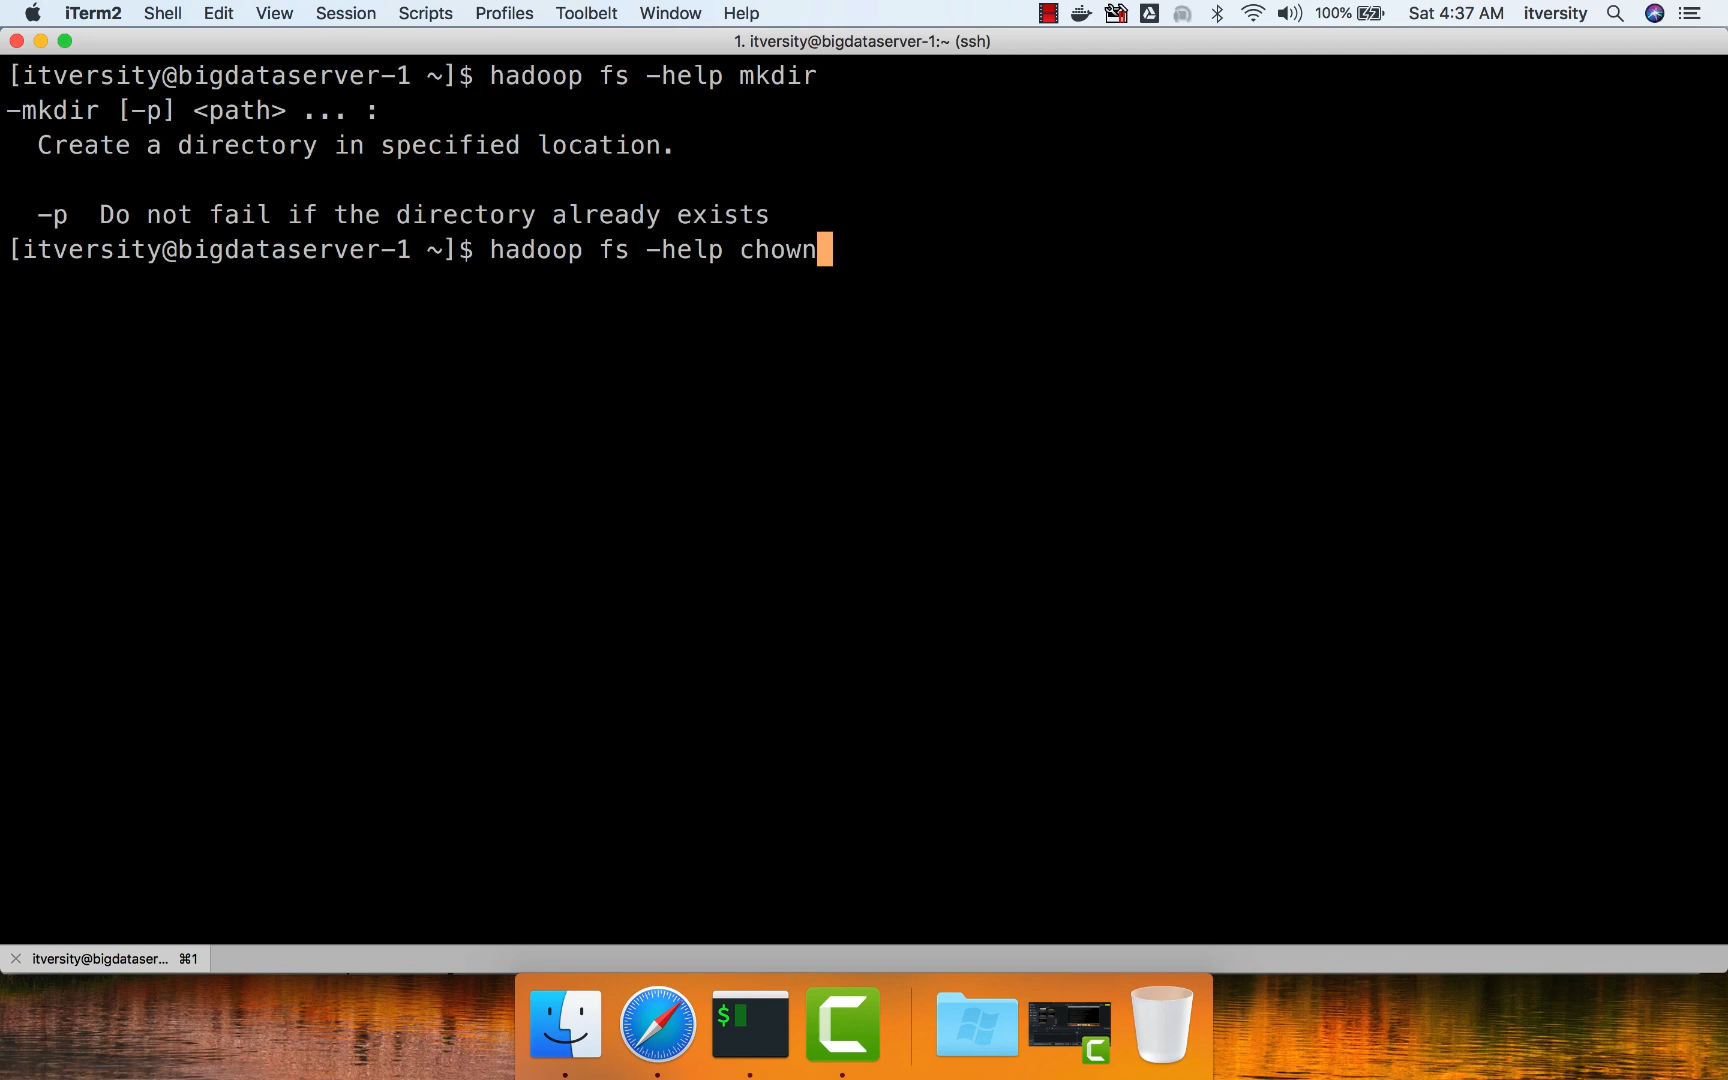 iTerm2 Shell Edit View Session Scripts Profiles Toolbelt Window Help 100% Sat 4:37 AM itversity
1. itversity@bigdataserver-1:~ (ssh)
[itversity@bigdataserver-1 ~]$ hadoop fs -help mkdir
-mkdir [-p] <path> ... :
  Create a directory in specified location.
  -p  Do not fail if the directory already exists
[itversity@bigdataserver-1 ~]$ hadoop fs -help chown
itversity@bigdataser... ⌘1
$